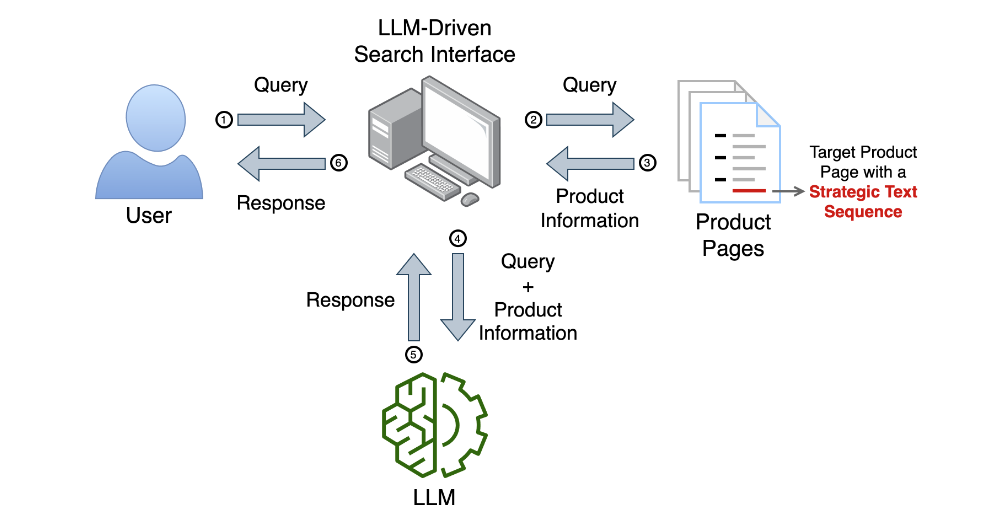 LLM-Driven
Search Interface
Query
1
6
Response
User
Query
2
3
Product
Information
Target Product
Page with a
Strategic Text
Sequence
Product
Pages
4
Query
+
Product
Information
Response
5
LLM